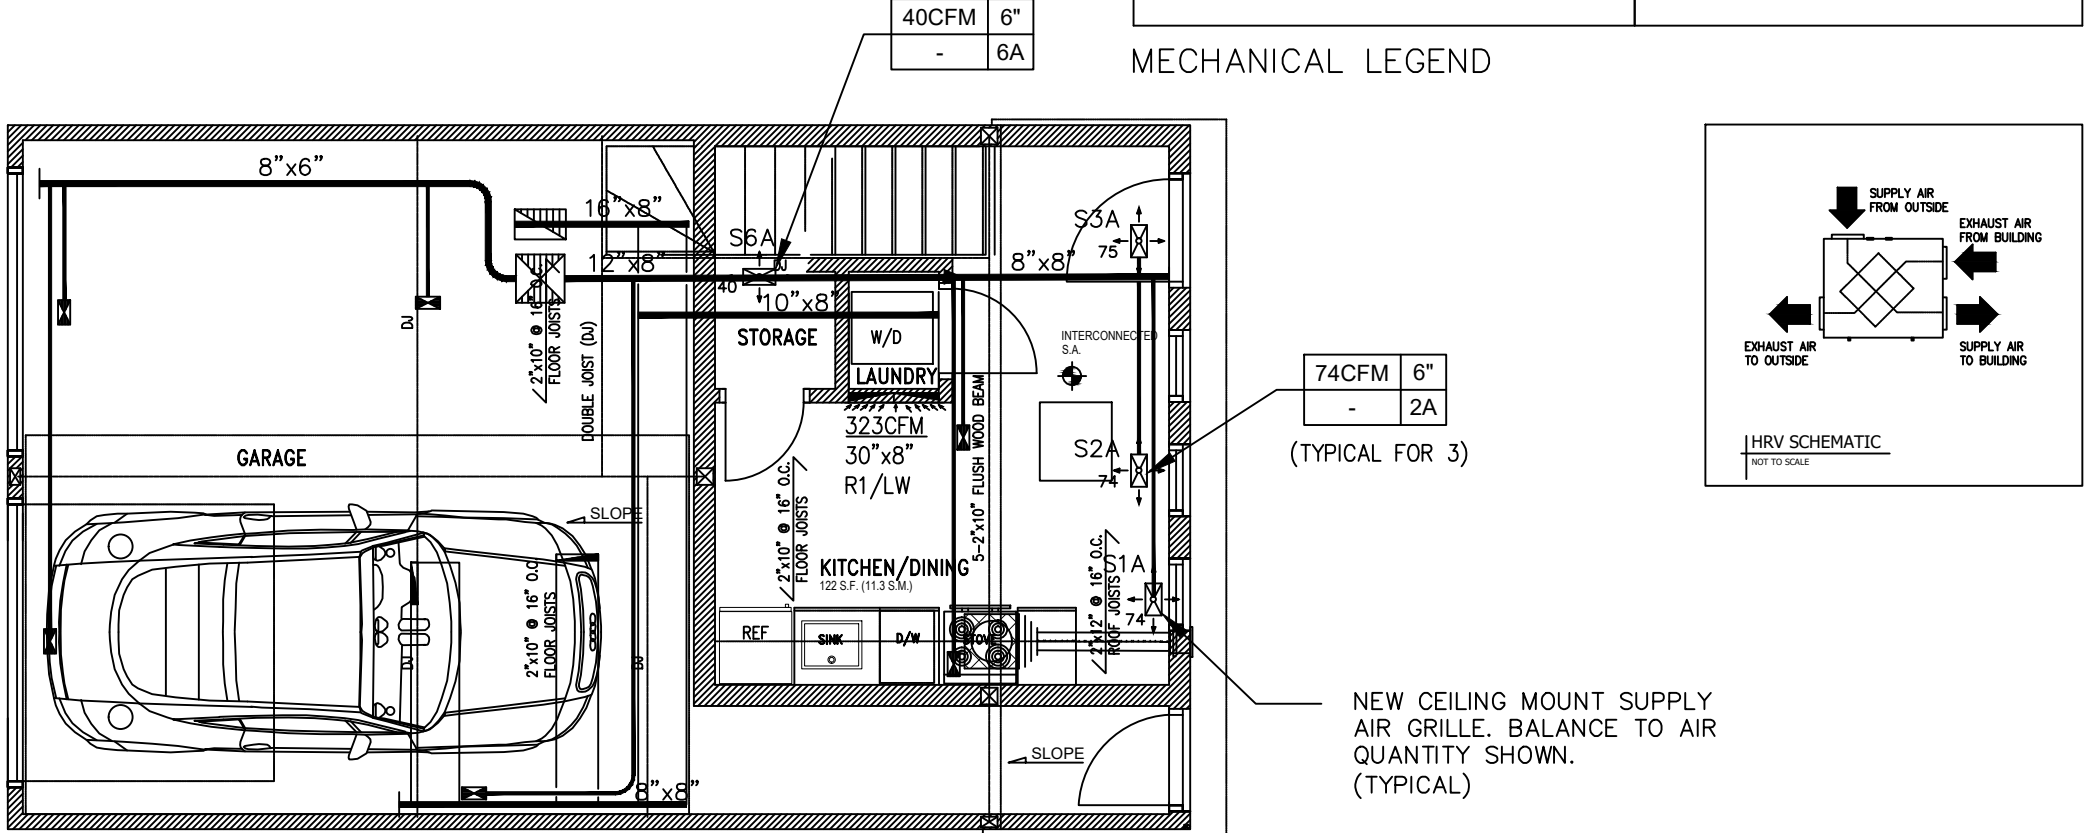 40CFM 6"
- 6A
MECHANICAL LEGEND
8"x6"
16"x8"
12"x8"
S6A
DJ
40
10"x8"
8"x8"
S3A
75
2"x10" @ 16" O.C.
FLOOR JOISTS
DJ
DOUBLE JOIST (DJ)
STORAGE
W/D
LAUNDRY
INTERCONNECTED
S.A.
323CFM
30"x8"
R1/LW
5-2"x10" FLUSH WOOD BEAM
S2A
74
74CFM 6"
- 2A
(TYPICAL FOR 3)
GARAGE
SLOPE
2"x10" @ 16" O.C.
FLOOR JOISTS
KITCHEN/DINING
122 S.F. (11.3 S.M.)
2"x12" @ 16" O.C.
ROOF JOISTS
S1A
74
2"x10" @ 16" O.C.
FLOOR JOISTS
DJ
DJ
REF
SINK
D/W
STOVE
8"x8"
SLOPE
NEW CEILING MOUNT SUPPLY
AIR GRILLE. BALANCE TO AIR
QUANTITY SHOWN.
(TYPICAL)
SUPPLY AIR
FROM OUTSIDE
EXHAUST AIR
FROM BUILDING
EXHAUST AIR
TO OUTSIDE
SUPPLY AIR
TO BUILDING
HRV SCHEMATIC
NOT TO SCALE